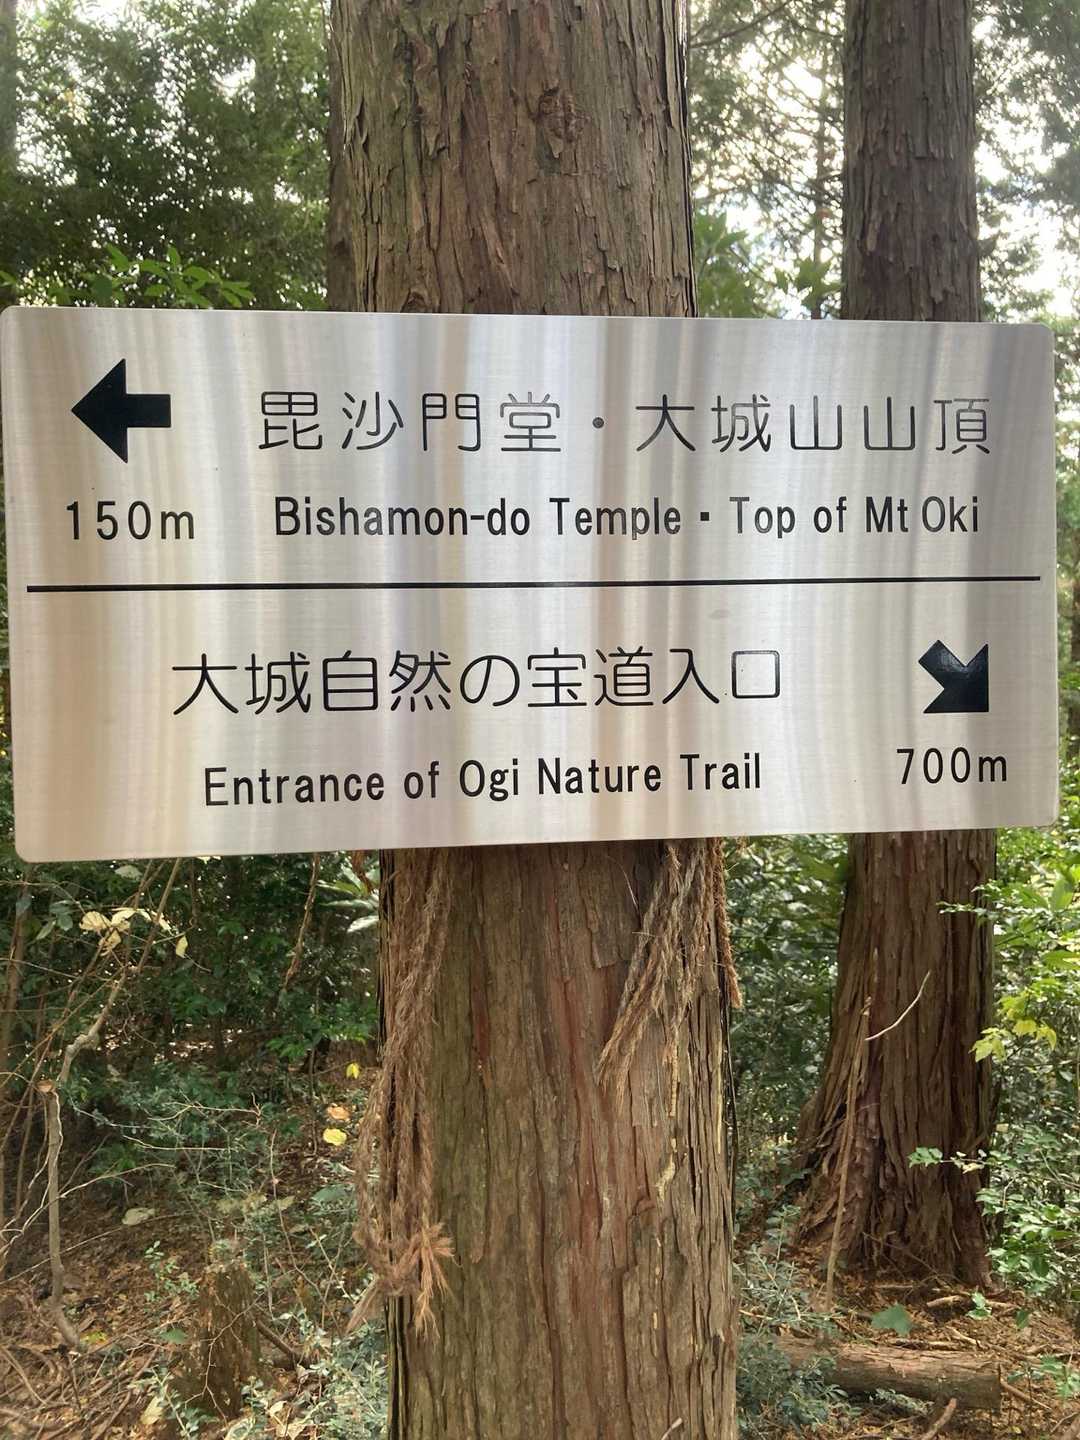 毘沙門堂・大城山山頂
150m Bishamon-do Temple・Top of Mt Oki
大城自然の宝道入口
Entrance of Ogi Nature Trail 700m